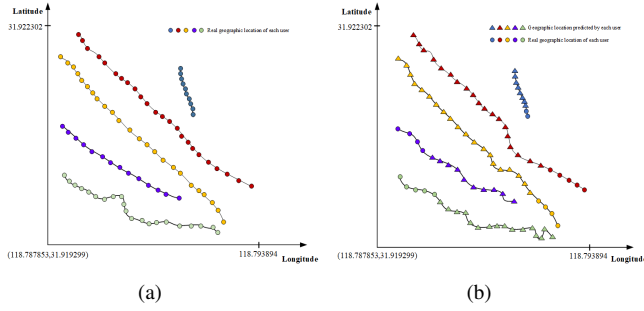 Latitude
31.922302
Real geographic location of each user
(118.787853,31.919299)
118.793894
Longitude
(a)
Latitude
31.922302
Geographic location predicted by each user
Real geographic location of each user
(118.787853,31.919299)
118.793894
Longitude
(b)